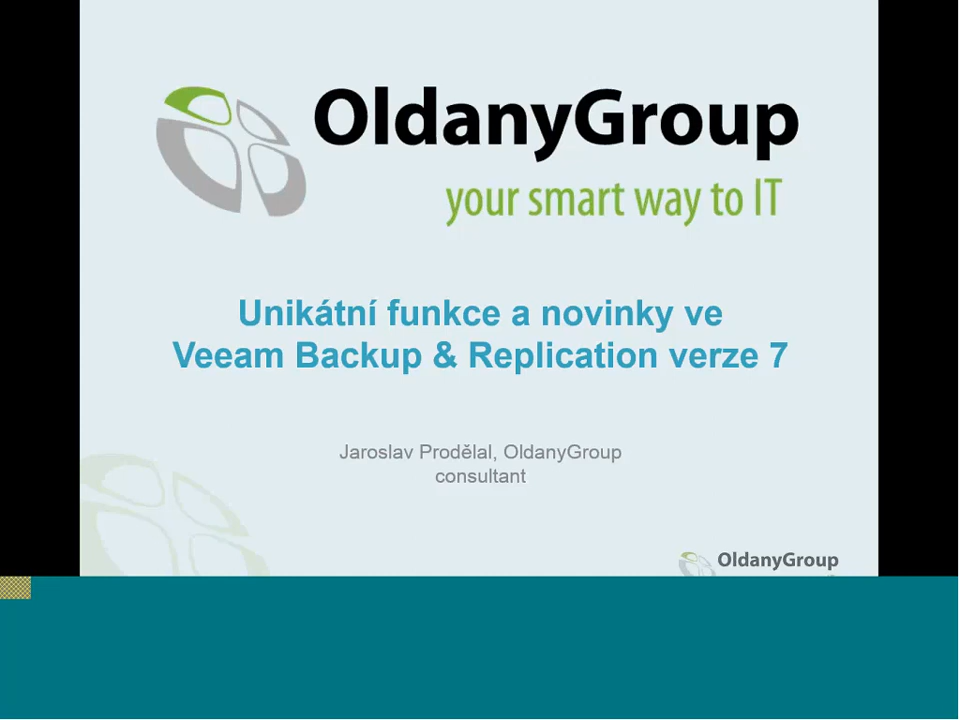 OldanyGroup
your smart way to IT
Unikátní funkce a novinky ve
Veeam Backup & Replication verze 7
Jaroslav Prodělal, OldanyGroup
consultant
OldanyGroup